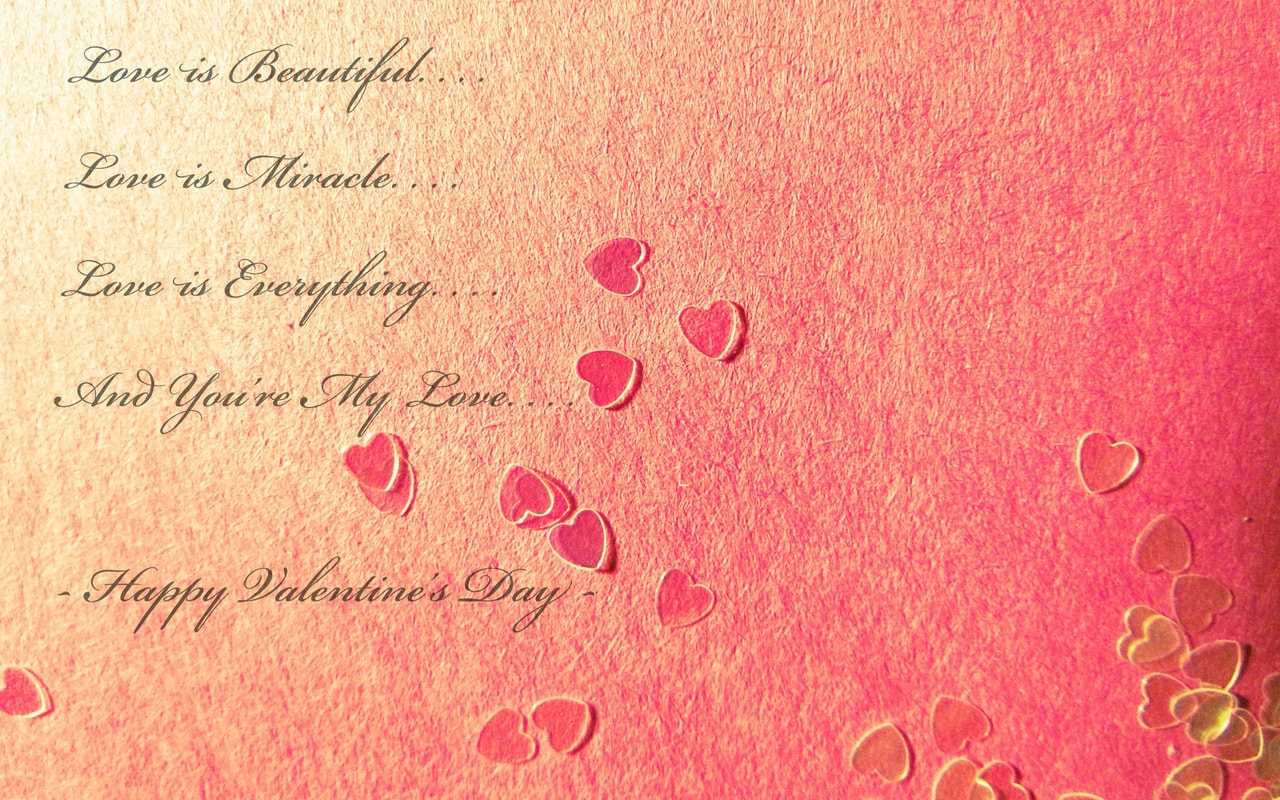 Love is Beautiful....
Love is Miracle....
Love is Everything....
And You're My Love....
- Happy Valentine's Day -